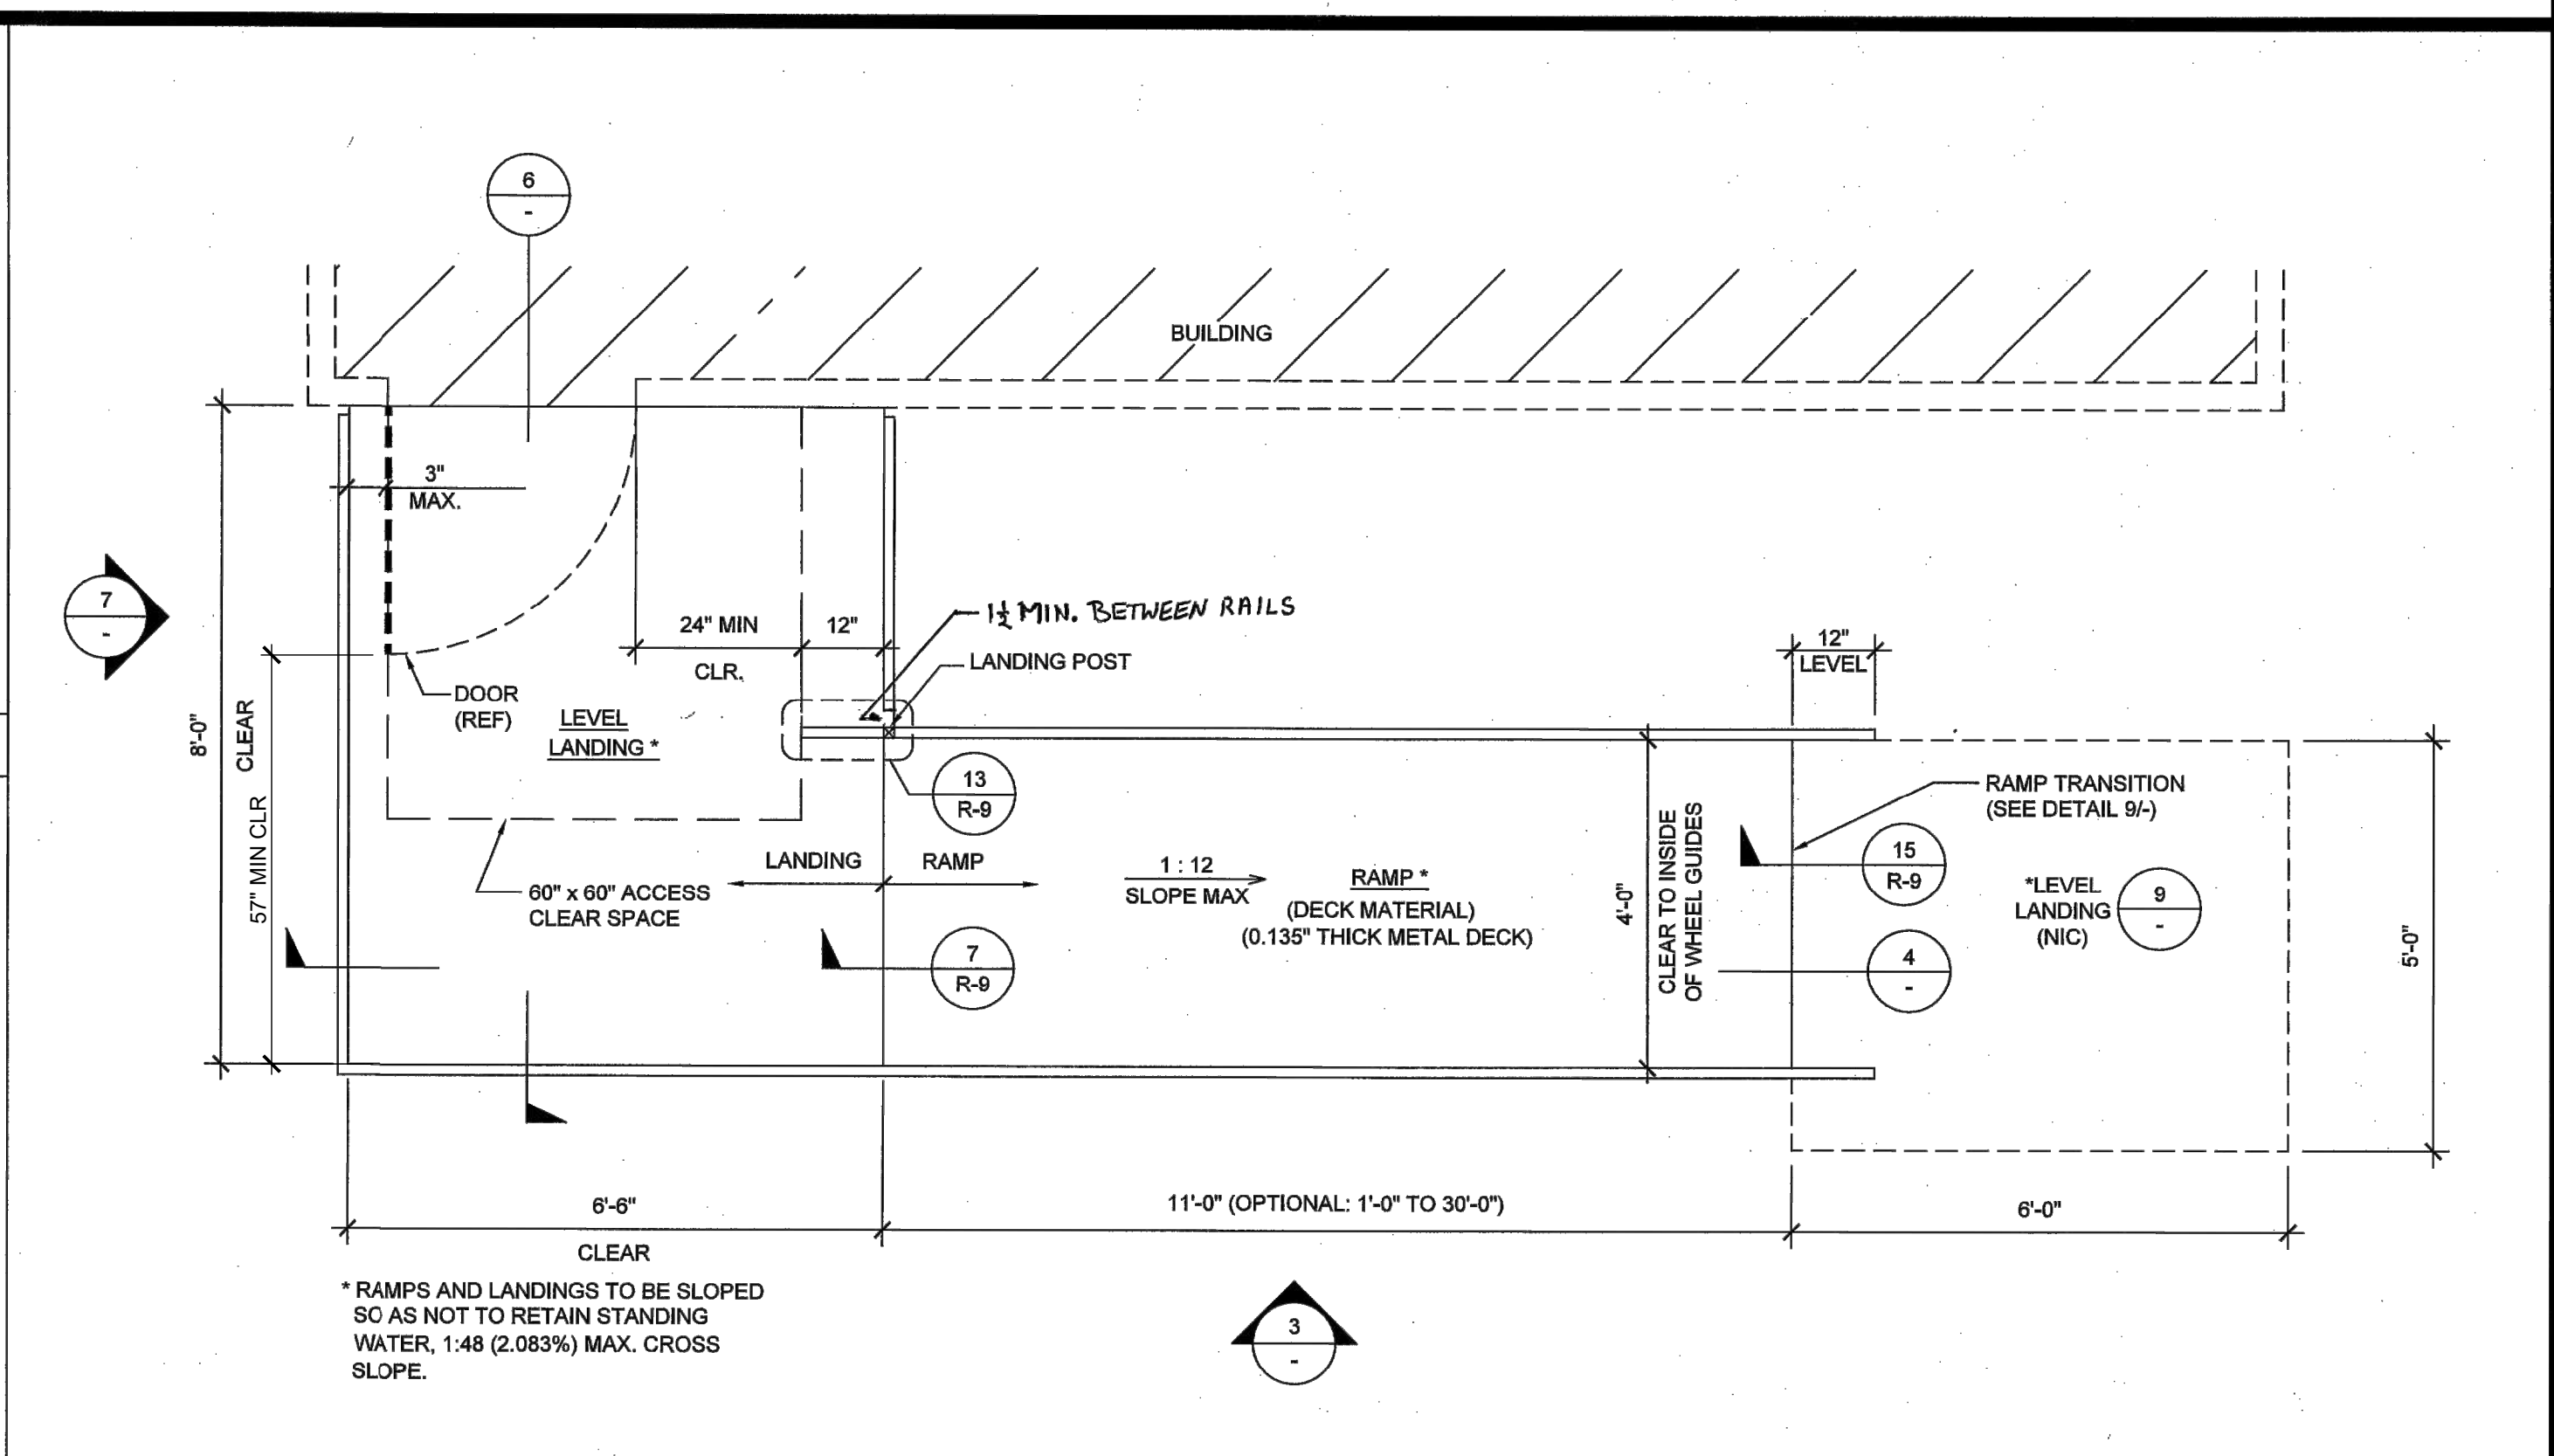 6
-
BUILDING
3"
MAX.
7
-
24" MIN
CLR.
12"
1½ MIN. BETWEEN RAILS
LANDING POST
12"
LEVEL
DOOR
(REF)
LEVEL
LANDING *
8'-0"
CLEAR
57" MIN CLR
13
R-9
RAMP TRANSITION
(SEE DETAIL 9/-)
LANDING
RAMP
60" x 60" ACCESS
CLEAR SPACE
1 : 12
SLOPE MAX
RAMP *
(DECK MATERIAL)
(0.135" THICK METAL DECK)
4'-0"
CLEAR TO INSIDE
OF WHEEL GUIDES
15
R-9
*LEVEL
LANDING
(NIC)
9
-
7
R-9
4
-
5'-0"
6'-6"
CLEAR
11'-0" (OPTIONAL: 1'-0" TO 30'-0")
6'-0"
* RAMPS AND LANDINGS TO BE SLOPED
SO AS NOT TO RETAIN STANDING
WATER, 1:48 (2.083%) MAX. CROSS
SLOPE.
3
-